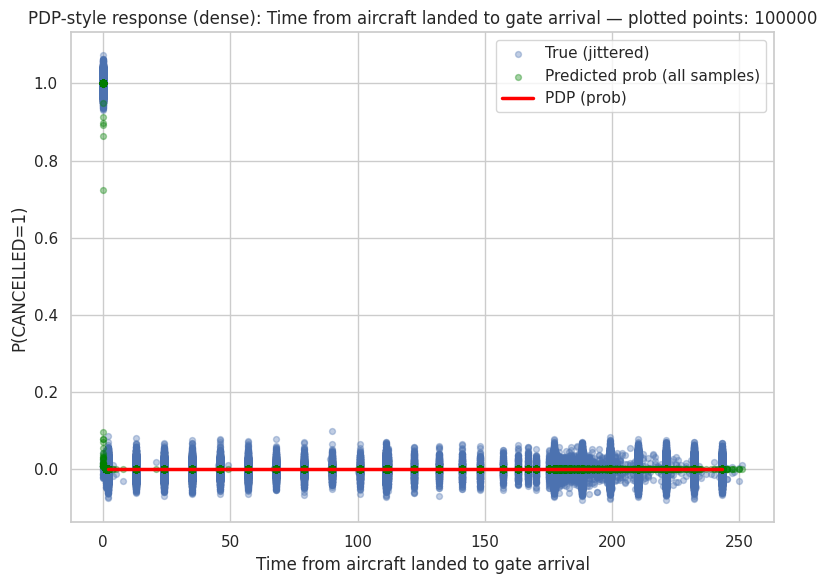 PDP-style response (dense): Time from aircraft landed to gate arrival — plotted points: 100000
True (jittered)
Predicted prob (all samples)
PDP (prob)
P(CANCELLED=1)
1.0
0.8
0.6
0.4
0.2
0.0
0 50 100 150 200 250
Time from aircraft landed to gate arrival